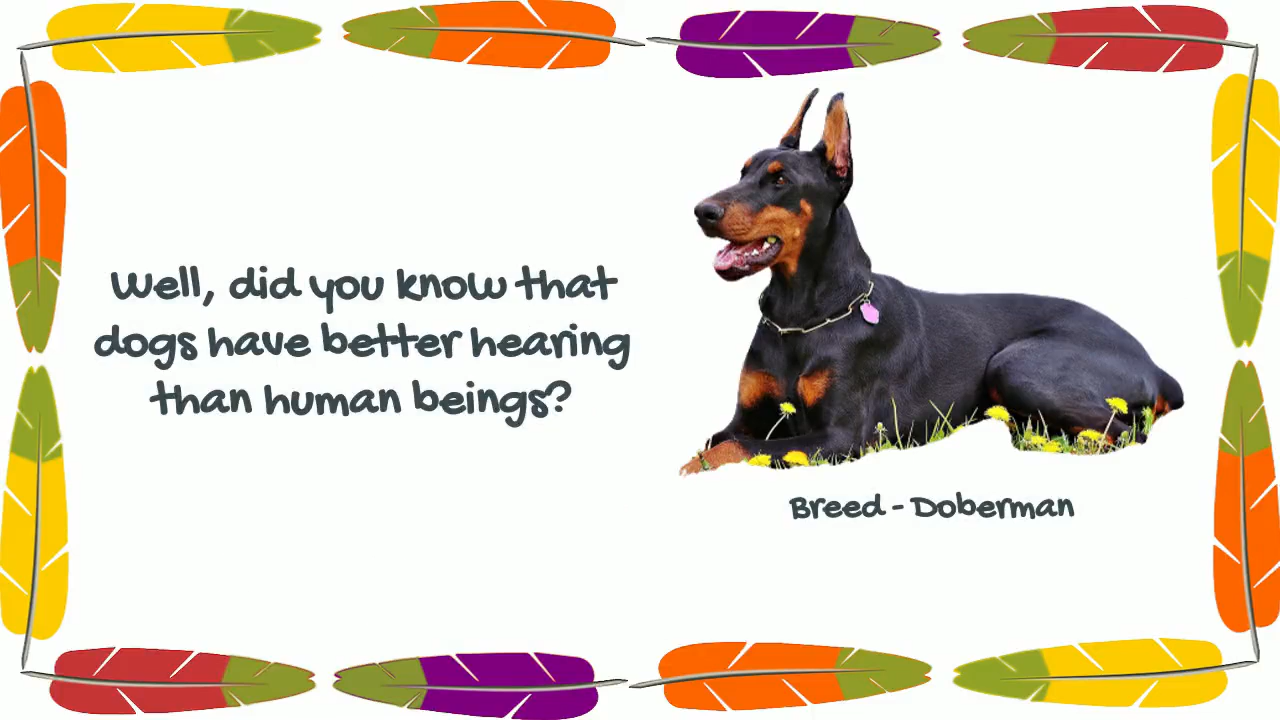 Well, did you know that
dogs have better hearing
than human beings?
Breed - Doberman